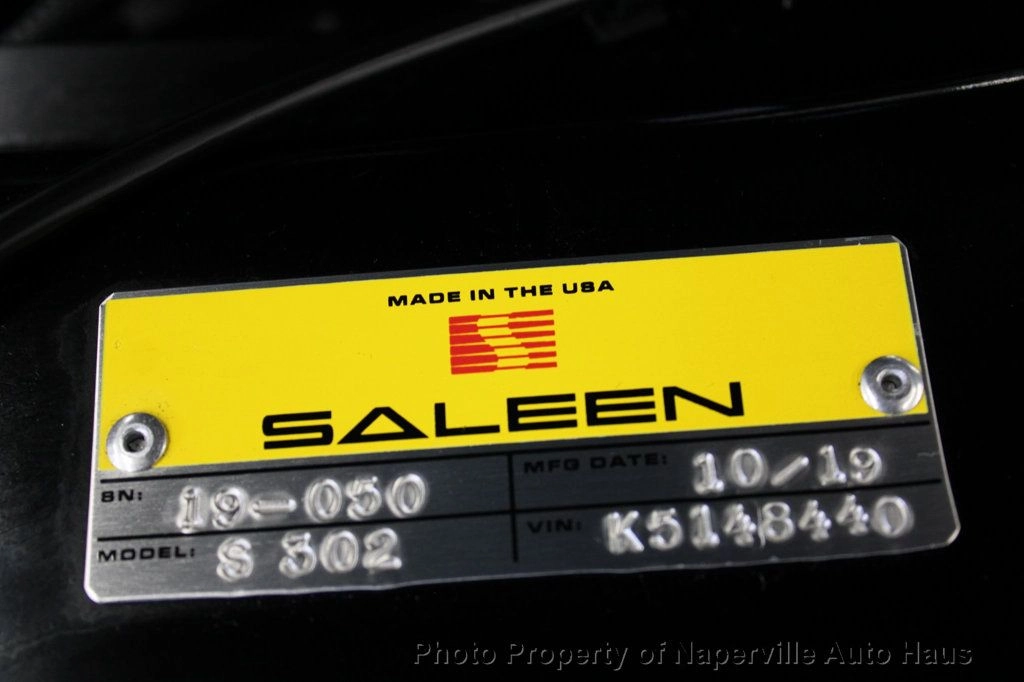 MADE IN THE USA
SALEEN
SN: 19-050
MFG DATE: 10/19
MODEL: S 302
VIN: K5148440
Photo Property of Naperville Auto Haus